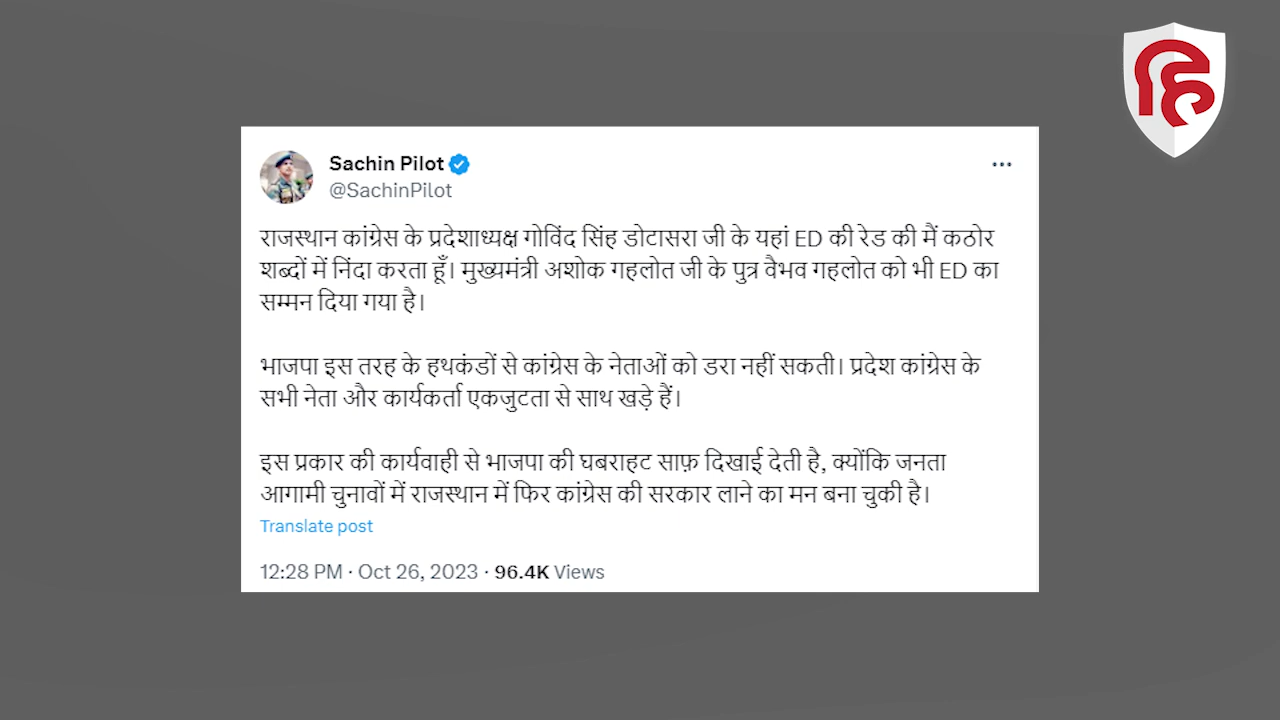 हि
Sachin Pilot
@SachinPilot
राजस्थान कांग्रेस के प्रदेशाध्यक्ष गोविंद सिंह डोटासरा जी के यहां ED की रेड की मैं कठोर
शब्दों में निंदा करता हूँ। मुख्यमंत्री अशोक गहलोत जी के पुत्र वैभव गहलोत को भी ED का
सम्मन दिया गया है।
भाजपा इस तरह के हथकंडों से कांग्रेस के नेताओं को डरा नहीं सकती। प्रदेश कांग्रेस के
सभी नेता और कार्यकर्ता एकजुटता से साथ खड़े हैं।
इस प्रकार की कार्यवाही से भाजपा की घबराहट साफ़ दिखाई देती है, क्योंकि जनता
आगामी चुनावों में राजस्थान में फिर कांग्रेस की सरकार लाने का मन बना चुकी है।
Translate post
12:28 PM · Oct 26, 2023 · 96.4K Views